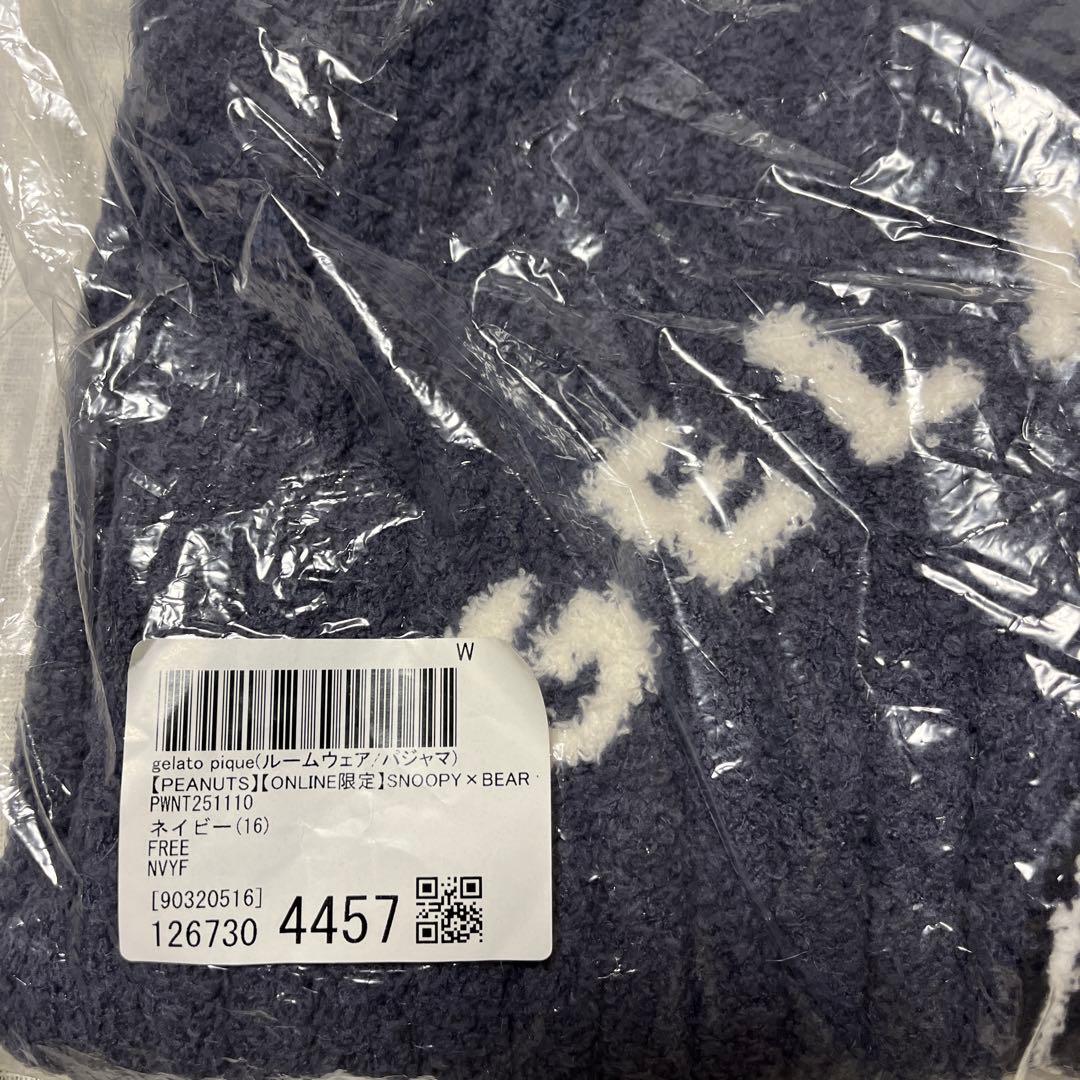 GEL
W
gelato pique(ルームウェア/パジャマ)
【PEANUTS】【ONLINE限定】SNOOPY×BEAR
PWNT251110
ネイビー(16)
FREE
NVYF
[90320516]
126730 4457